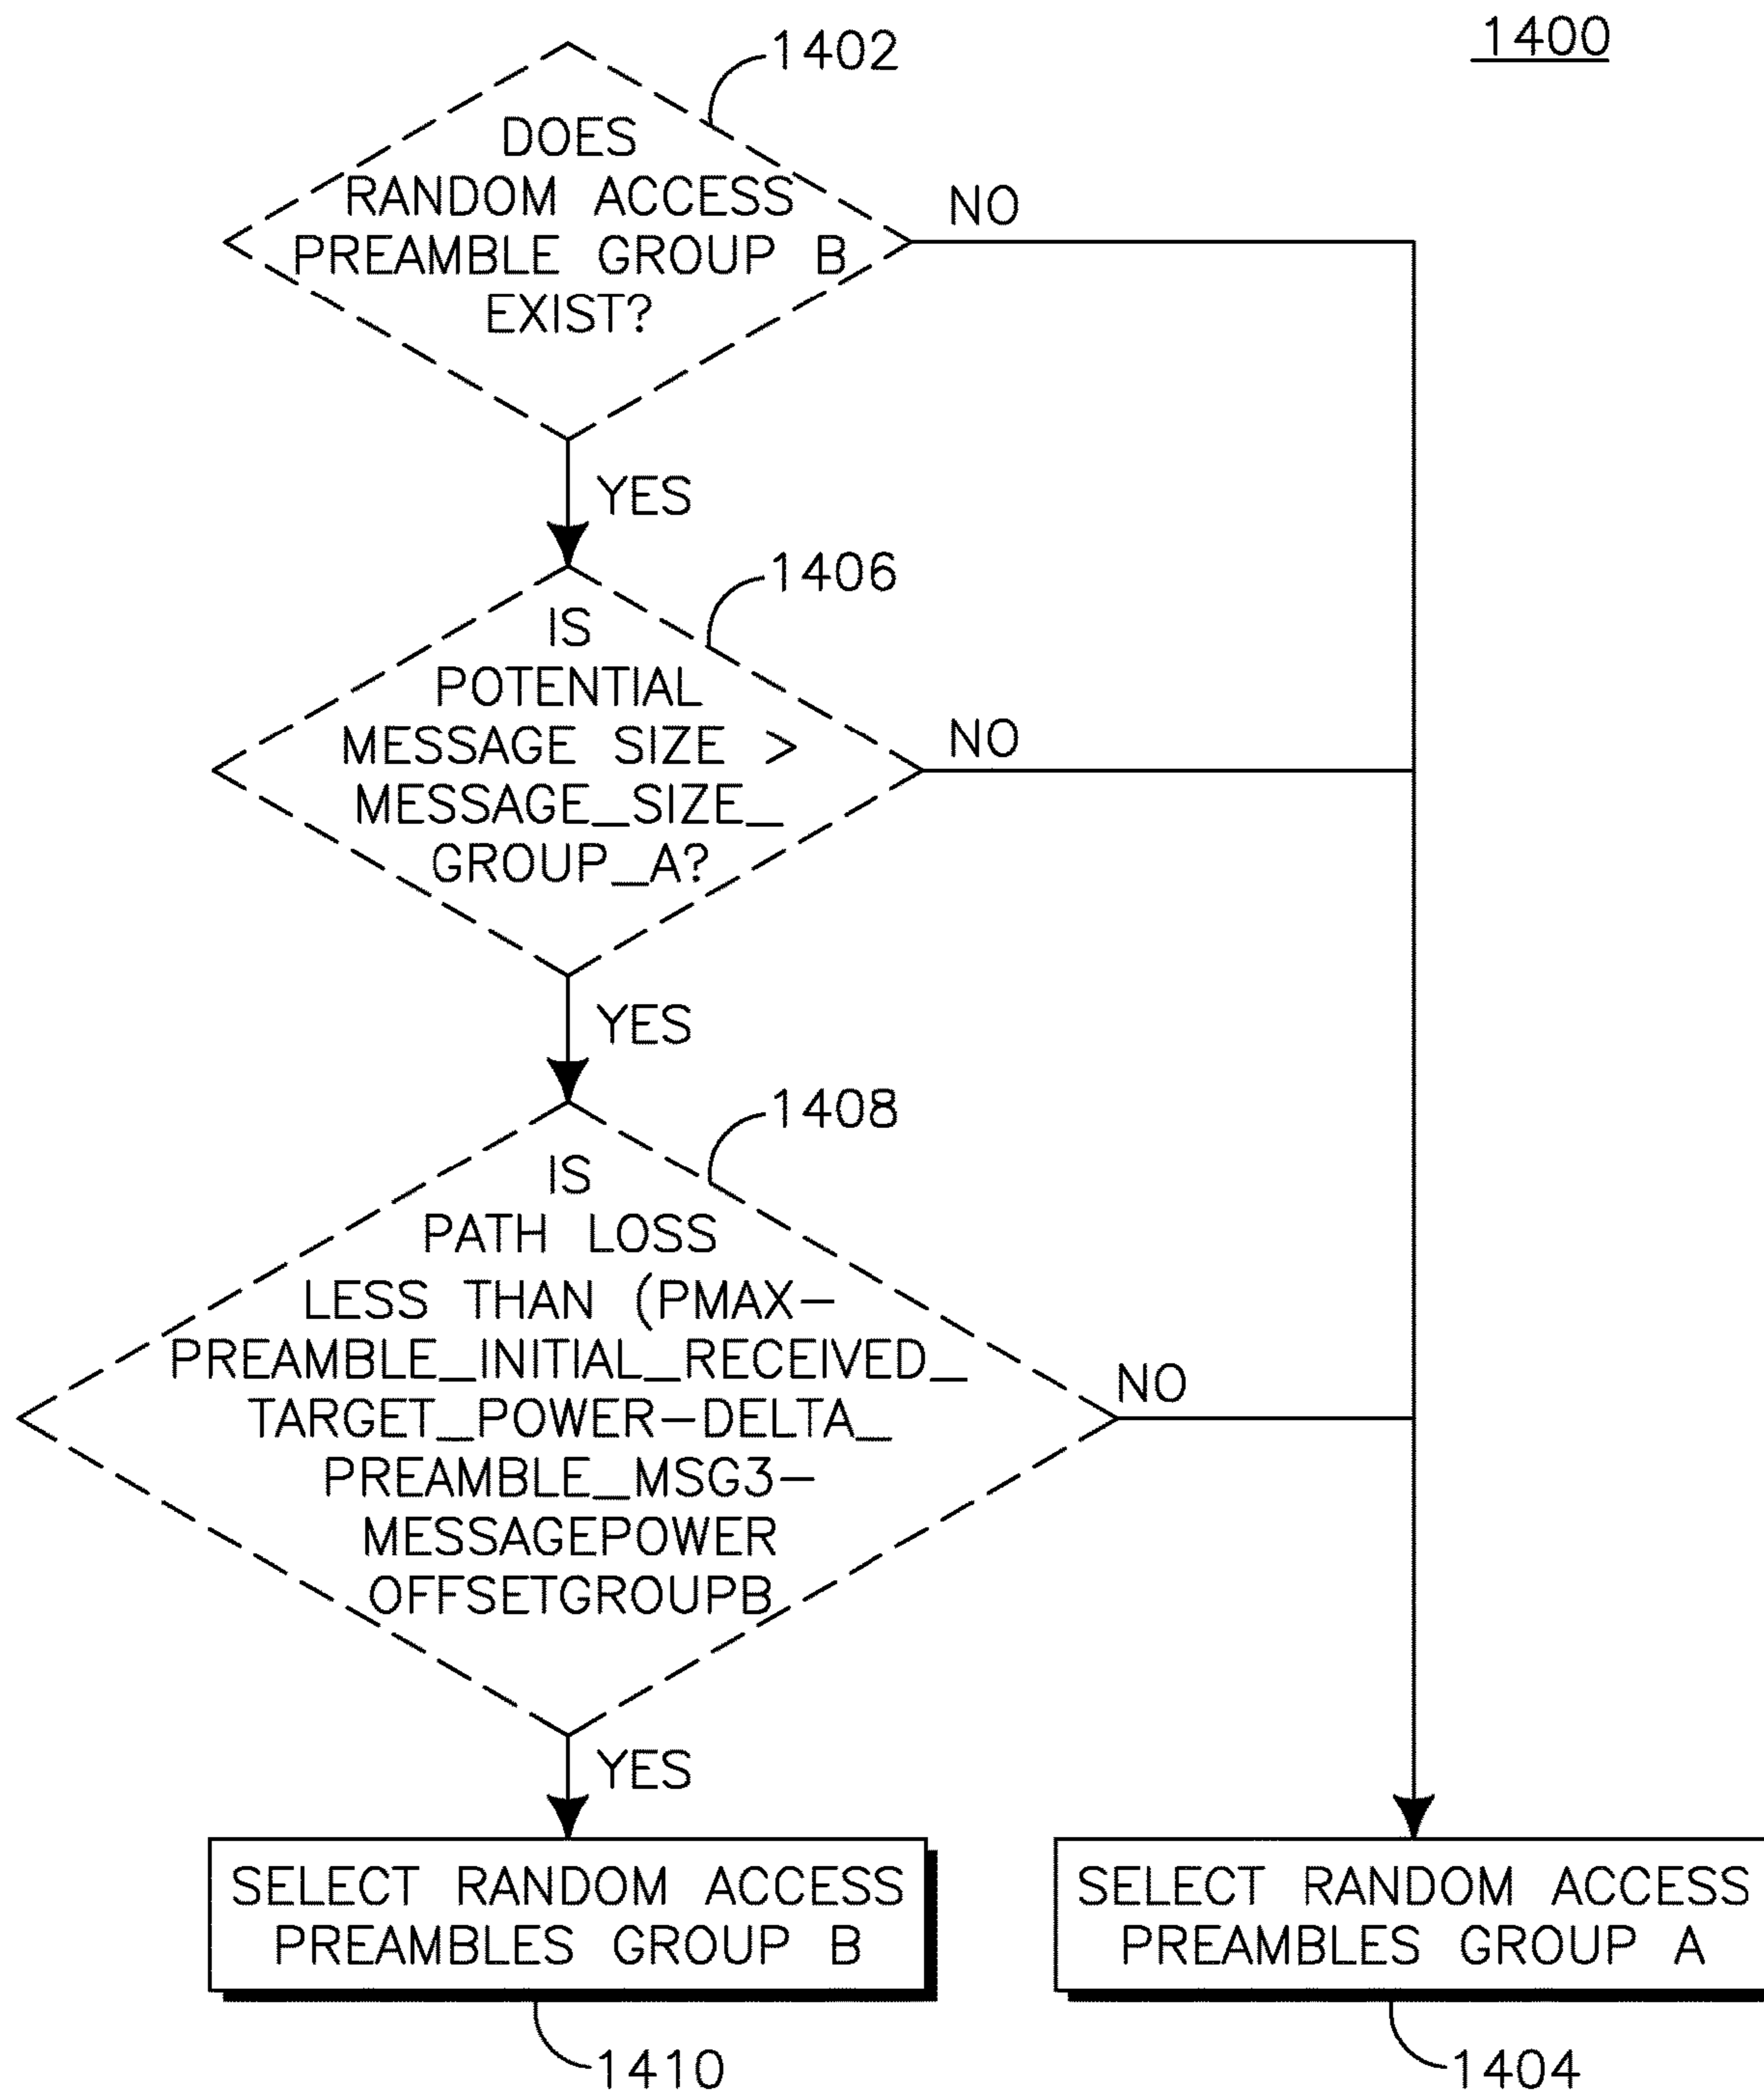 1400
1402
DOES
RANDOM ACCESS
PREAMBLE GROUP B
EXIST?
NO
YES
1406
IS
POTENTIAL
MESSAGE SIZE >
MESSAGE_SIZE_
GROUP_A?
NO
YES
1408
IS
PATH LOSS
LESS THAN (PMAX-
PREAMBLE_INITIAL_RECEIVED_
TARGET_POWER-DELTA_
PREAMBLE_MSG3-
MESSAGEPOWER
OFFSETGROUPB
NO
YES
SELECT RANDOM ACCESS
PREAMBLES GROUP B
1410
SELECT RANDOM ACCESS
PREAMBLES GROUP A
1404